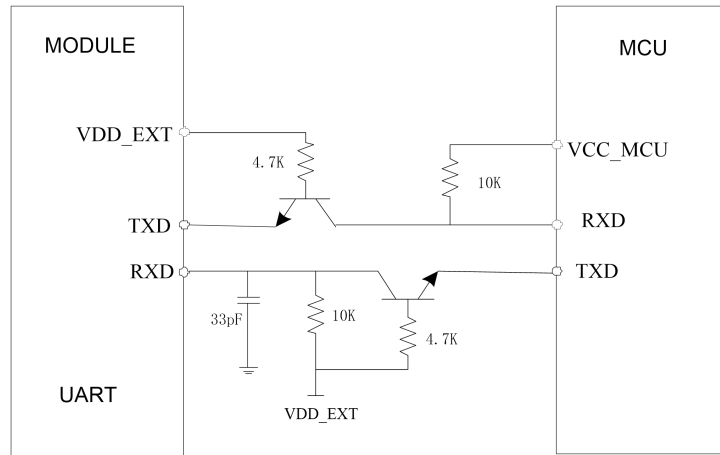 MODULE
MCU
VDD_EXT
4.7K
VCC_MCU
10K
TXD
RXD
RXD
TXD
33pF
10K
4.7K
UART
VDD_EXT